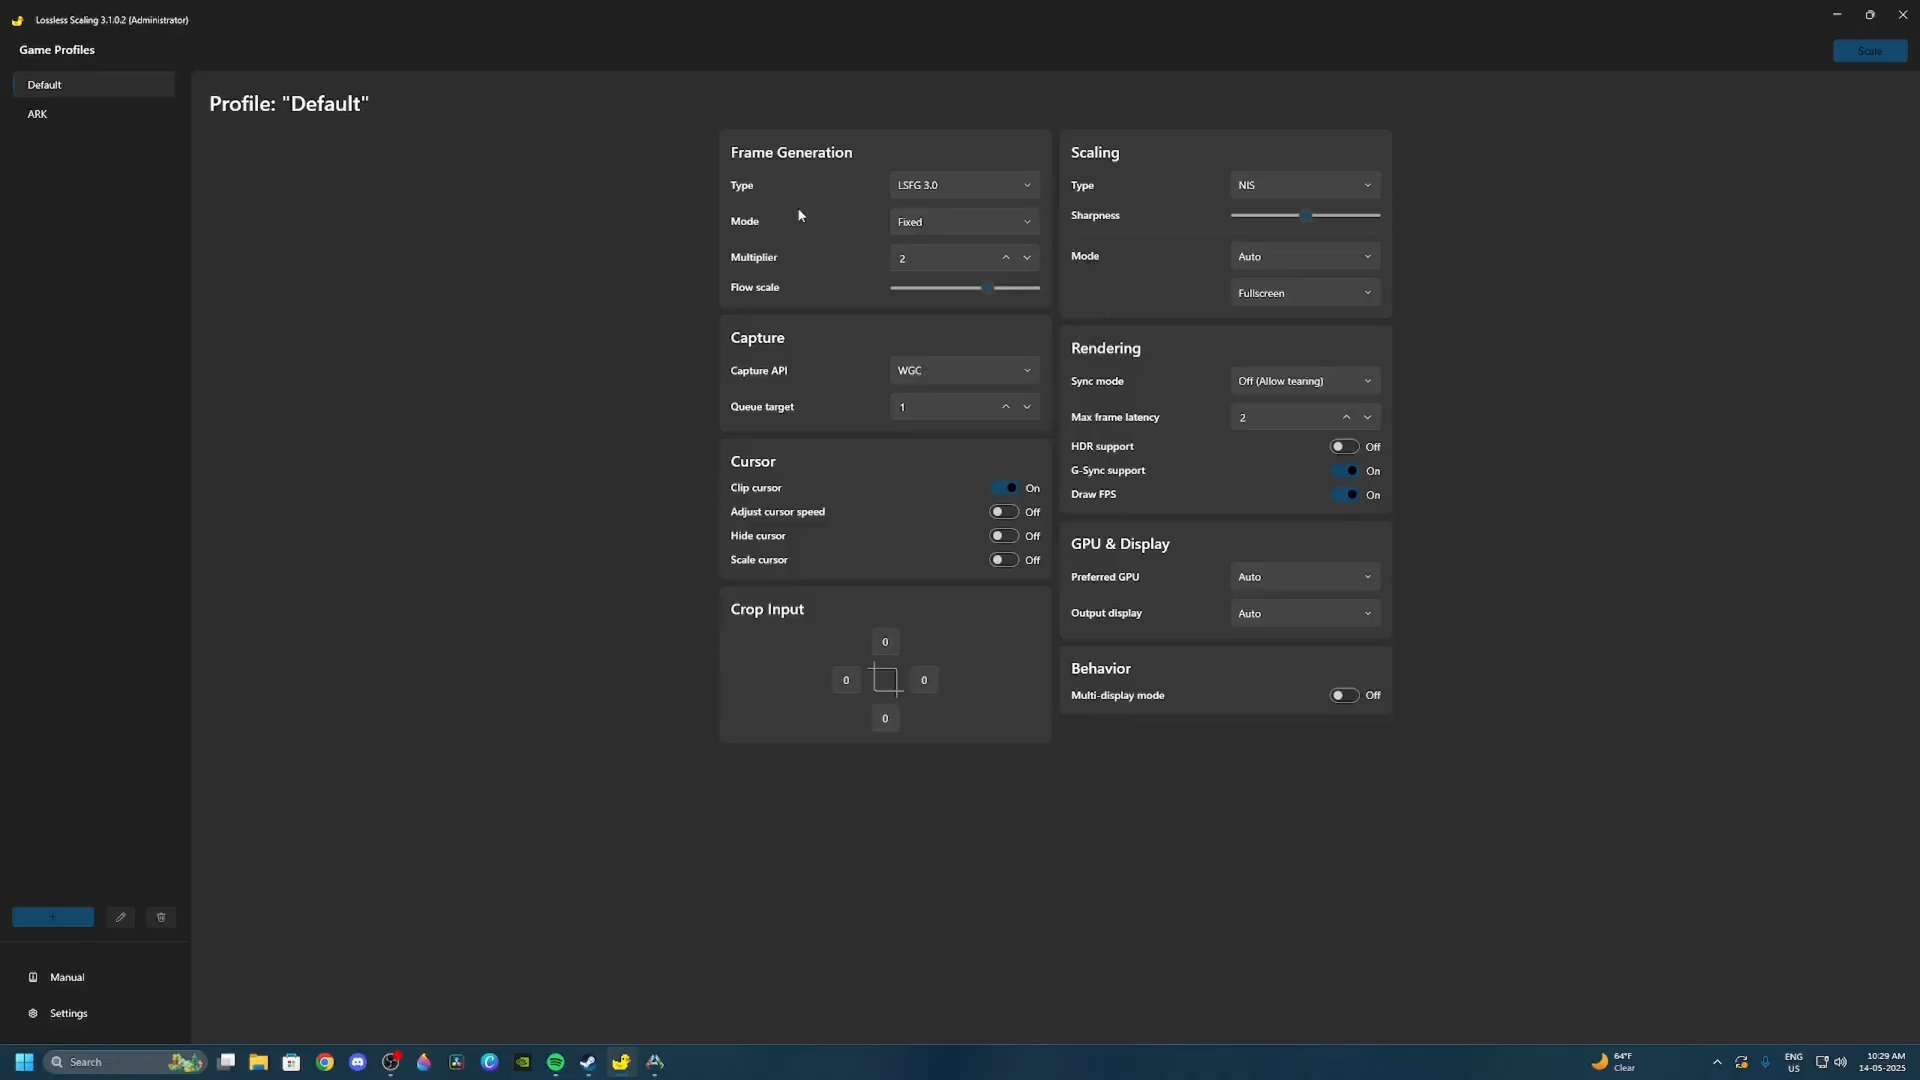 Lossless Scaling 3.1.0.2 (Administrator)
Game Profiles
Scale
Default
ARK
Profile: "Default"
Frame Generation
Type
LSFG 3.0
Mode
Fixed
Multiplier
2
Flow scale
Capture
Capture API
WGC
Queue target
1
Cursor
Clip cursor
On
Adjust cursor speed
Off
Hide cursor
Off
Scale cursor
Off
Crop Input
0
0
0
0
Scaling
Type
NIS
Sharpness
Mode
Auto
Fullscreen
Rendering
Sync mode
Off (Allow tearing)
Max frame latency
2
HDR support
Off
G-Sync support
On
Draw FPS
On
GPU & Display
Preferred GPU
Auto
Output display
Auto
Behavior
Multi-display mode
Off
Manual
Settings
Search
64°F
Clear
ENG
US
10:29 AM
14-05-2025